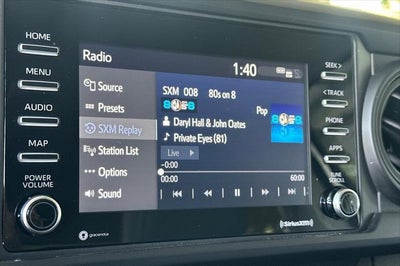 HOME
MENU
AUDIO
MAP
POWER
VOLUME
Radio
1:40
Source
Presets
SXM Replay
Station List
Options
Sound
SXM 008 80s on 8
Pop
Daryl Hall & John Oates
Private Eyes (81)
Live
-0:00
00:00 60:00
SEEK>
<TRACK
PHONE
APPS
TUNE
SCROLL
gracenote
SiriusXM